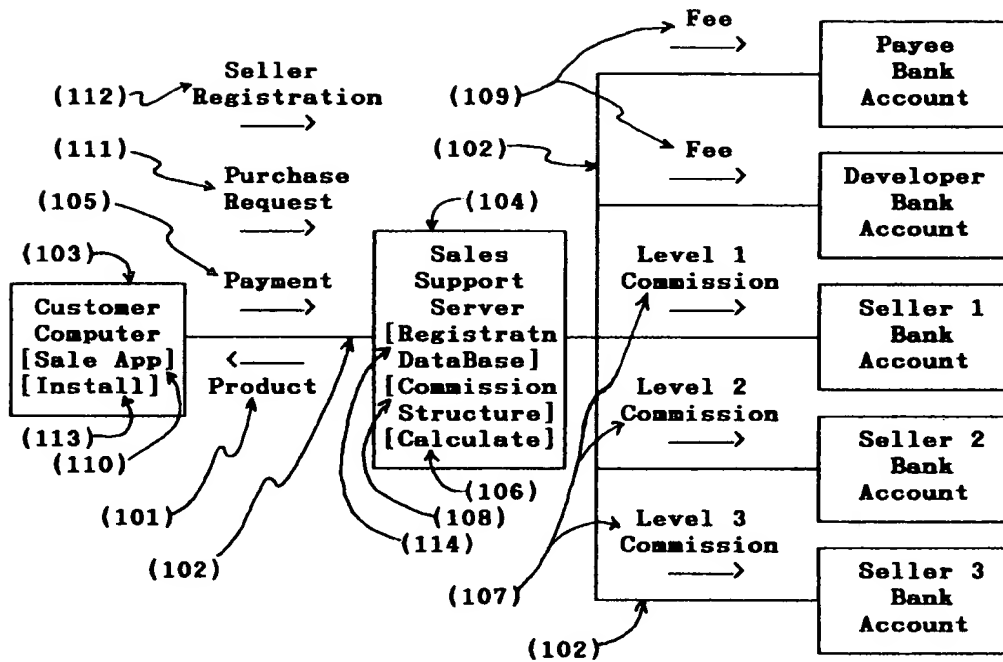 Fee
Payee
Bank
Account
Seller
Registration
(112)
(109)
(111)
(102)
Fee
Purchase
Request
Developer
Bank
Account
(105)
(104)
(103)
Payment
Sales
Support
Server
[Registratn
DataBase]
[Commission
Structure]
[Calculate]
Level 1
Commission
Customer
Computer
[Sale App]
[Install]
Seller 1
Bank
Account
Product
Level 2
Commission
(113)
(110)
Seller 2
Bank
Account
(106)
(101)
(108)
(114)
Level 3
Commission
(102)
(107)
Seller 3
Bank
Account
(102)